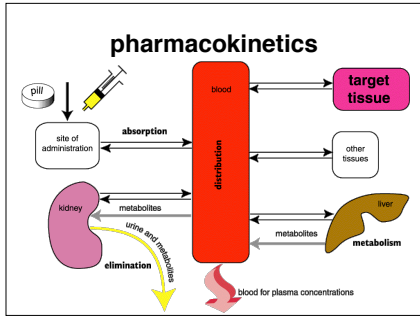 pharmacokinetics
pill
blood
target
tissue
absorption
site of
administration
distribution
other
tissues
kidney
metabolites
liver
metabolites
metabolism
urine and metabolites
elimination
blood for plasma concentrations